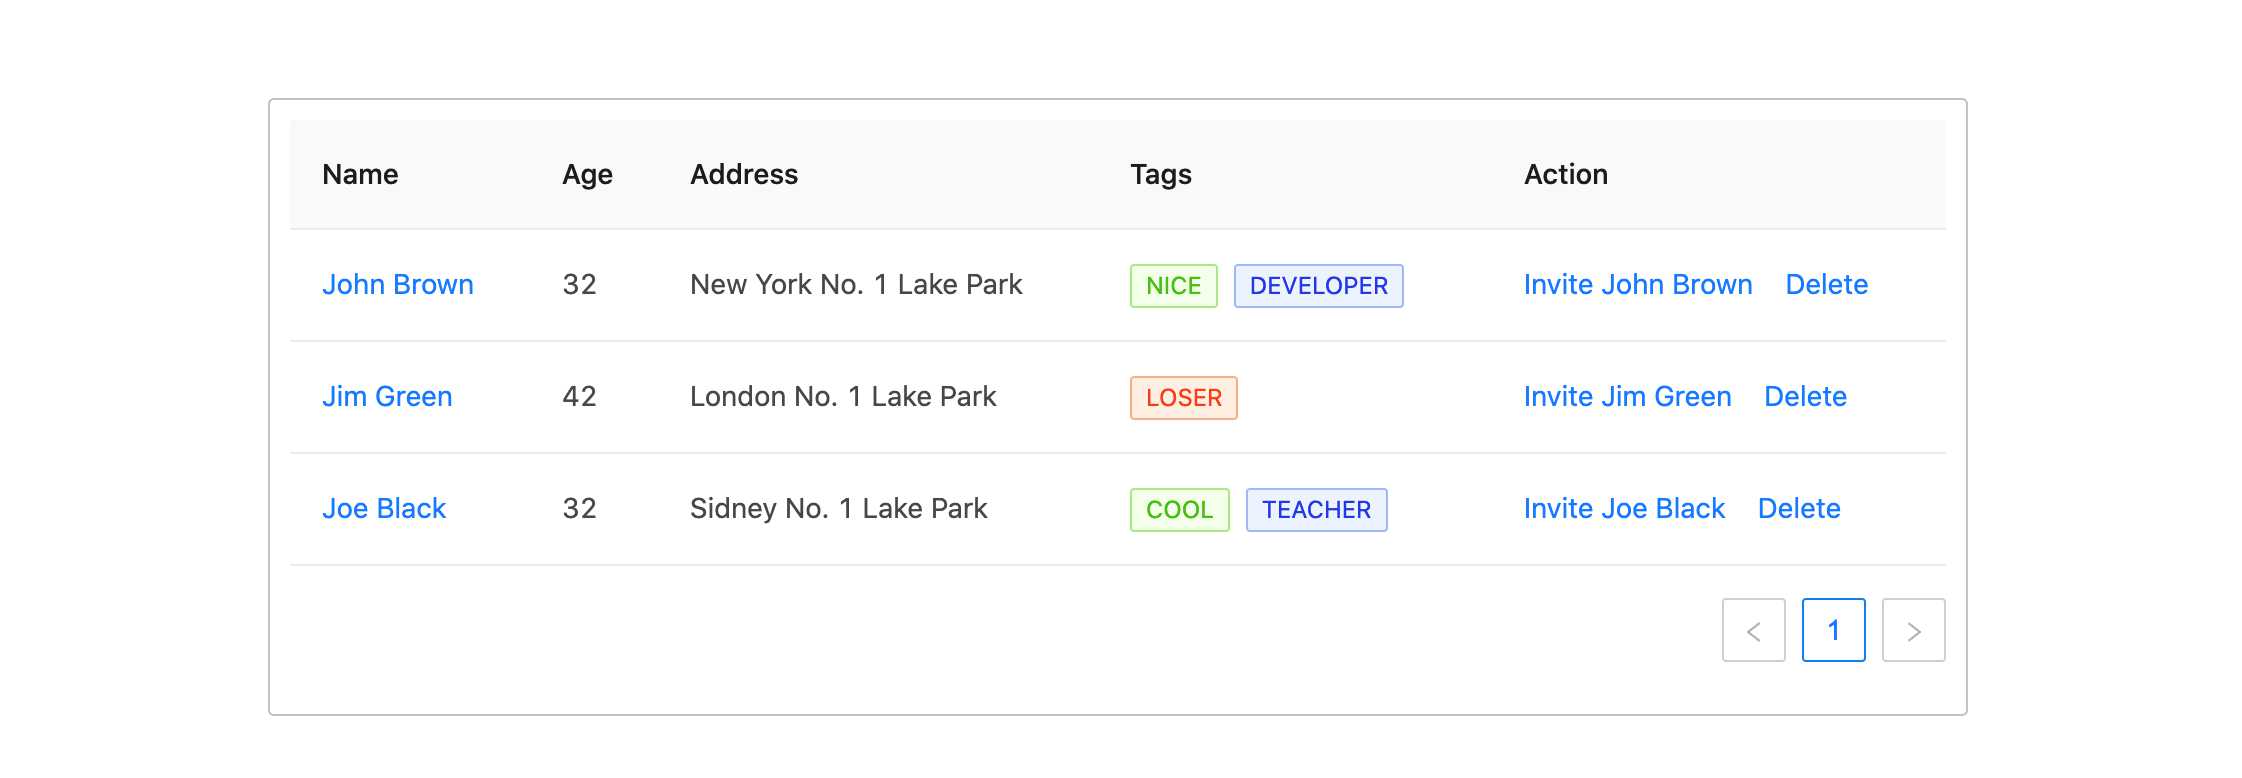 Name Age Address Tags Action
John Brown 32 New York No. 1 Lake Park NICE DEVELOPER Invite John Brown Delete
Jim Green 42 London No. 1 Lake Park LOSER Invite Jim Green Delete
Joe Black 32 Sidney No. 1 Lake Park COOL TEACHER Invite Joe Black Delete
< 1 >